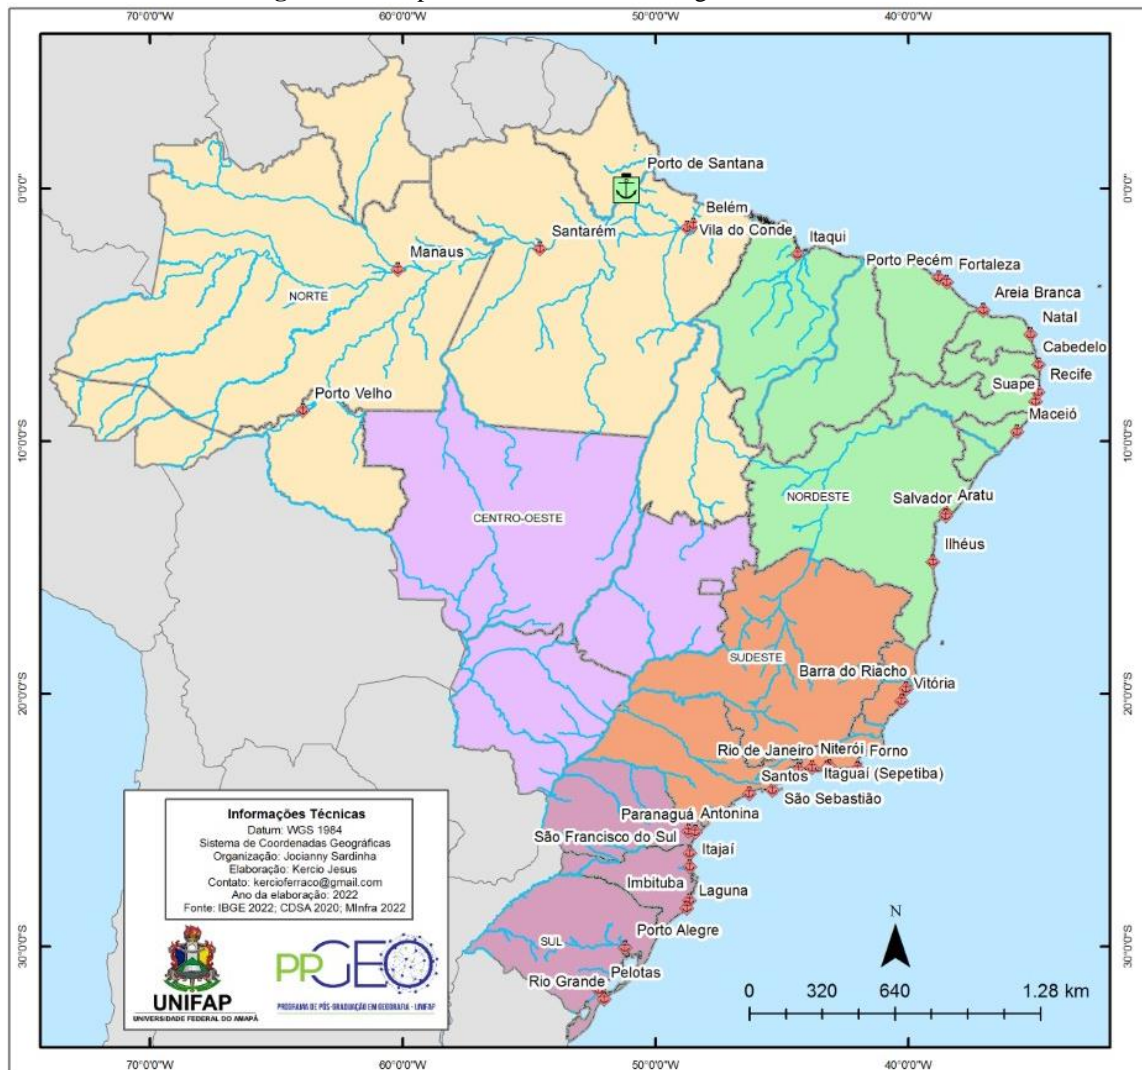 70°0'0"W 60°0'0"W 50°0'0"W 40°0'0"W
0°0'0"
0°0'0"
Porto de Santana
Belém
Santarém
Vila do Conde
Itaqui
Manaus
Porto Pecém
Fortaleza
NORTE
Areia Branca
Natal
Cabedelo
Recife
Suape
Porto Velho
Maceió
10°0'0"S
10°0'0"S
NORDESTE
Salvador
Aratu
CENTRO-OESTE
Ilhéus
SUDESTE
Barra do Riacho
Vitória
20°0'0"S
20°0'0"S
Rio de Janeiro
Niterói
Forno
Santos
Itaguaí (Sepetiba)
São Sebastião
Paranaguá
Antonina
São Francisco do Sul
Itajaí
Imbituba
Laguna
Porto Alegre
SUL
Pelotas
Rio Grande
30°0'0"S
30°0'0"S
Informações Técnicas
Datum: WGS 1984
Sistema de Coordenadas Geográficas
Organização: Jocianny Sardinha
Elaboração: Kercio Jesus
Contato: kercioferraco@gmail.com
Ano da elaboração: 2022
Fonte: IBGE 2022; CDSA 2020; MInfra 2022
UNIFAP
UNIVERSIDADE FEDERAL DO AMAPÁ
PPGEO
PROGRAMA DE PÓS-GRADUAÇÃO EM GEOGRAFIA - UNIFAP
N
0 320 640 1.28 km
70°0'0"W 60°0'0"W 50°0'0"W 40°0'0"W